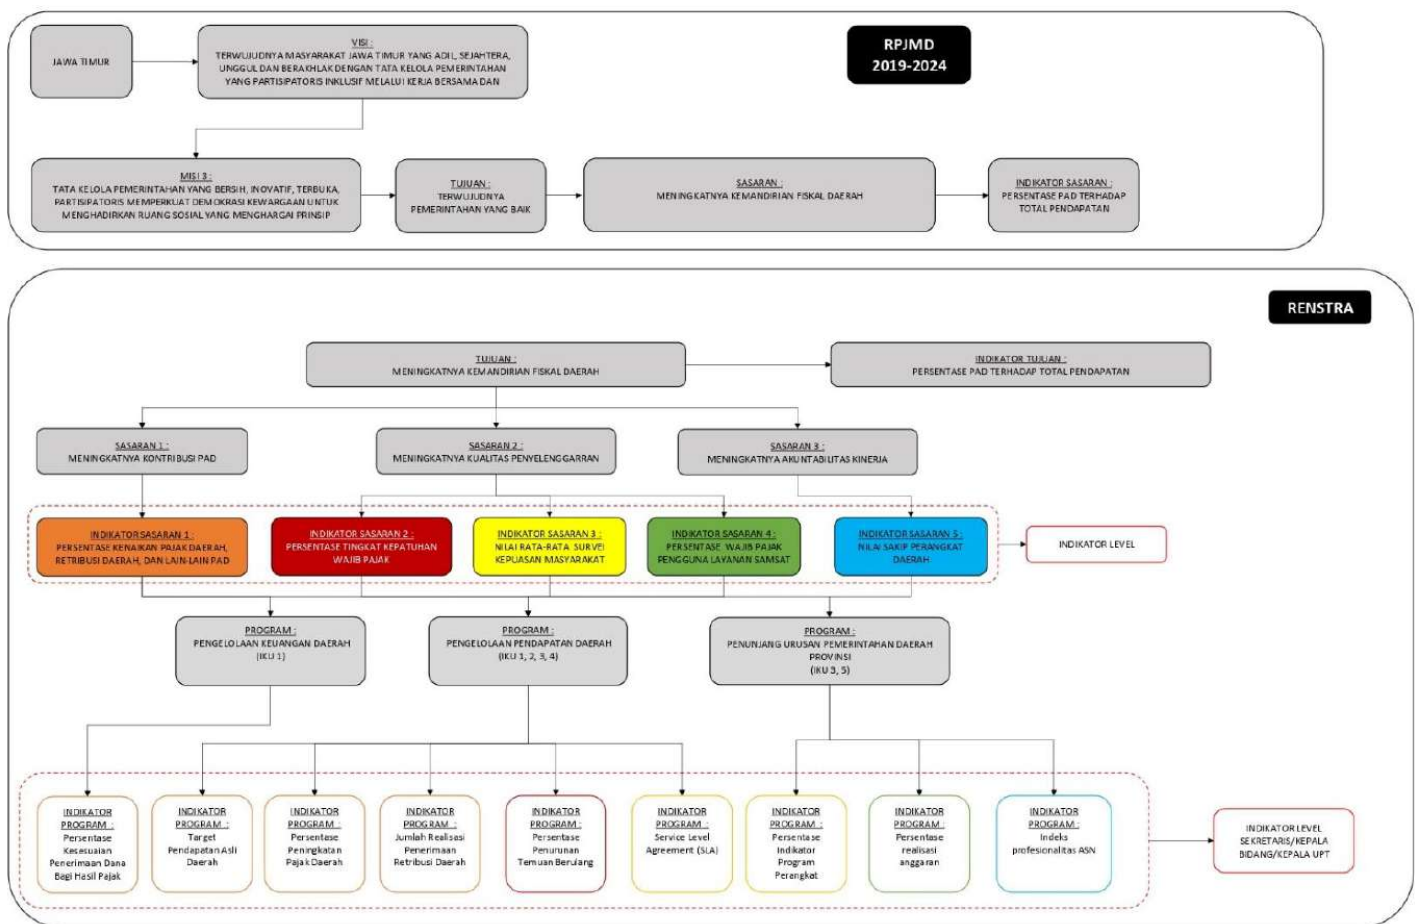 JAWA TIMUR
VISI :
TERWUJUDNYA MASYARAKAT JAWA TIMUR YANG ADIL, SEJAHTERA,
UNGGUL DAN BERAKHLAK DENGAN TATA KELOLA PEMERINTAHAN
YANG PARTISIPATORIS INKLUSIF MELALUI KERJA BERSAMA DAN
RPJMD
2019-2024
MISI 3 :
TATA KELOLA PEMERINTAHAN YANG BERSIH, INOVATIF, TERBUKA,
PARTISIPATORIS MEMPERKUAT DEMOKRASI KEWARGAAN UNTUK
MENGHADIRKAN RUANG SOSIAL YANG MENGHARGAI PRINSIP
TUJUAN :
TERWUJUDNYA
PEMERINTAHAN YANG BAIK
SASARAN :
MENINGKATNYA KEMANDIRIAN FISKAL DAERAH
INDIKATOR SASARAN :
PERSENTASE PAD TERHADAP
TOTAL PENDAPATAN
RENSTRA
TUJUAN :
MENINGKATNYA KEMANDIRIAN FISKAL DAERAH
INDIKATOR TUJUAN :
PERSENTASE PAD TERHADAP TOTAL PENDAPATAN
SASARAN 1 :
MENINGKATNYA KONTRIBUSI PAD
SASARAN 2 :
MENINGKATNYA KUALITAS PENYELENGGARRAN
SASARAN 3 :
MENINGKATNYA AKUNTABILITAS KINERJA
INDIKATOR SASARAN 1 :
PERSENTASE KENAIKAN PAJAK DAERAH,
RETRIBUSI DAERAH, DAN LAIN-LAIN PAD
INDIKATOR SASARAN 2 :
PERSENTASE TINGKAT KEPATUHAN
WAJIB PAJAK
INDIKATOR SASARAN 3 :
NILAI RATA-RATA SURVEI
KEPUASAN MASYARAKAT
INDIKATOR SASARAN 4 :
PERSENTASE WAJIB PAJAK
PENGGUNA LAYANAN SAMSAT
INDIKATOR SASARAN 5 :
NILAI SAKIP PERANGKAT
DAERAH
INDIKATOR LEVEL
PROGRAM :
PENGELOLAAN KEUANGAN DAERAH
(IKU 1)
PROGRAM :
PENGELOLAAN PENDAPATAN DAERAH
(IKU 1, 2, 3, 4)
PROGRAM :
PENUNJANG URUSAN PEMERINTAHAN DAERAH
PROVINSI
(IKU 3, 5)
INDIKATOR
PROGRAM :
Persentase
Kesesuaian
Penerimaan Dana
Bagi Hasil Pajak
INDIKATOR
PROGRAM :
Target
Pendapatan Asli
Daerah
INDIKATOR
PROGRAM :
Persentase
Peningkatan
Pajak Daerah
INDIKATOR
PROGRAM :
Jumlah Realisasi
Penerimaan
Retribusi Daerah
INDIKATOR
PROGRAM :
Persentase
Penurunan
Temuan Berulang
INDIKATOR
PROGRAM :
Service Level
Agreement (SLA)
INDIKATOR
PROGRAM :
Persentase
Indikator
Program
Perangkat
INDIKATOR
PROGRAM :
Persentase
realisasi
anggaran
INDIKATOR
PROGRAM :
Indeks
profesionalitas ASN
INDIKATOR LEVEL
SEKRETARIS/KEPALA
BIDANG/KEPALA UPT